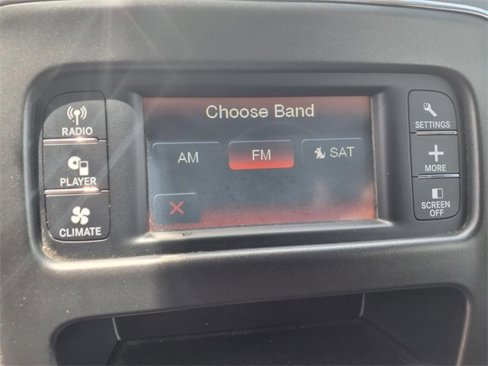 Choose Band
AM
FM
SAT
RADIO
PLAYER
CLIMATE
SETTINGS
MORE
SCREEN
OFF